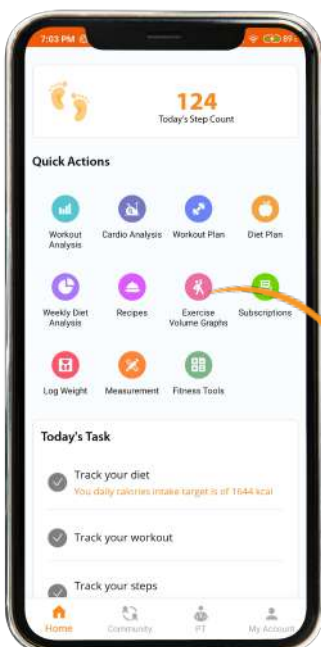 7:03 PM
89
124
Today's Step Count
Quick Actions
Workout Analysis
Cardio Analysis
Workout Plan
Diet Plan
Weekly Diet Analysis
Recipes
Exercise Volume Graphs
Subscriptions
Log Weight
Measurement
Fitness Tools
Today's Task
Track your diet
You daily calories intake target is of 1644 kcal
Track your workout
Track your steps
Home
Community
PT
My Account